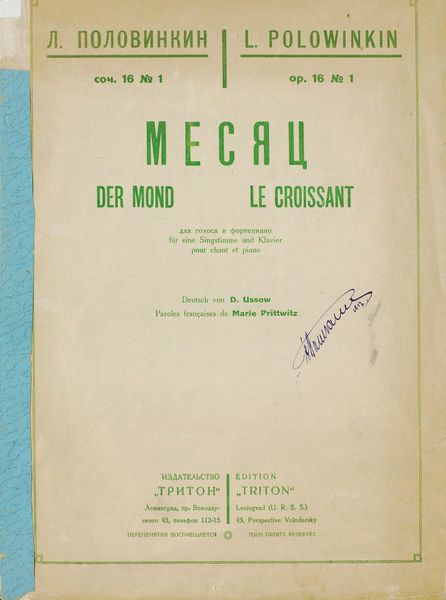 Л. ПОЛОВИНКИН
соч. 16 № 1
L. POLOWINKIN
op. 16 № 1
МЕСЯЦ
DER MOND
LE CROISSANT
для голоса и фортепиано
für eine Singstimme und Klavier
pour chant et piano
Deutsch von D. Ussow
Paroles françaises de Marie Prittwitz
ИЗДАТЕЛЬСТВО
„ТРИТОН“
Ленинград, пр. Володар-
ского 43, телефон 112-15
ПЕРЕПЕЧАТКА ВОСПРЕЩАЕТСЯ
ÉDITION
„TRITON“
Leningrad (U. R. S. S.)
43, Perspective Volodarsky
TOUS DROITS RESERVÉS